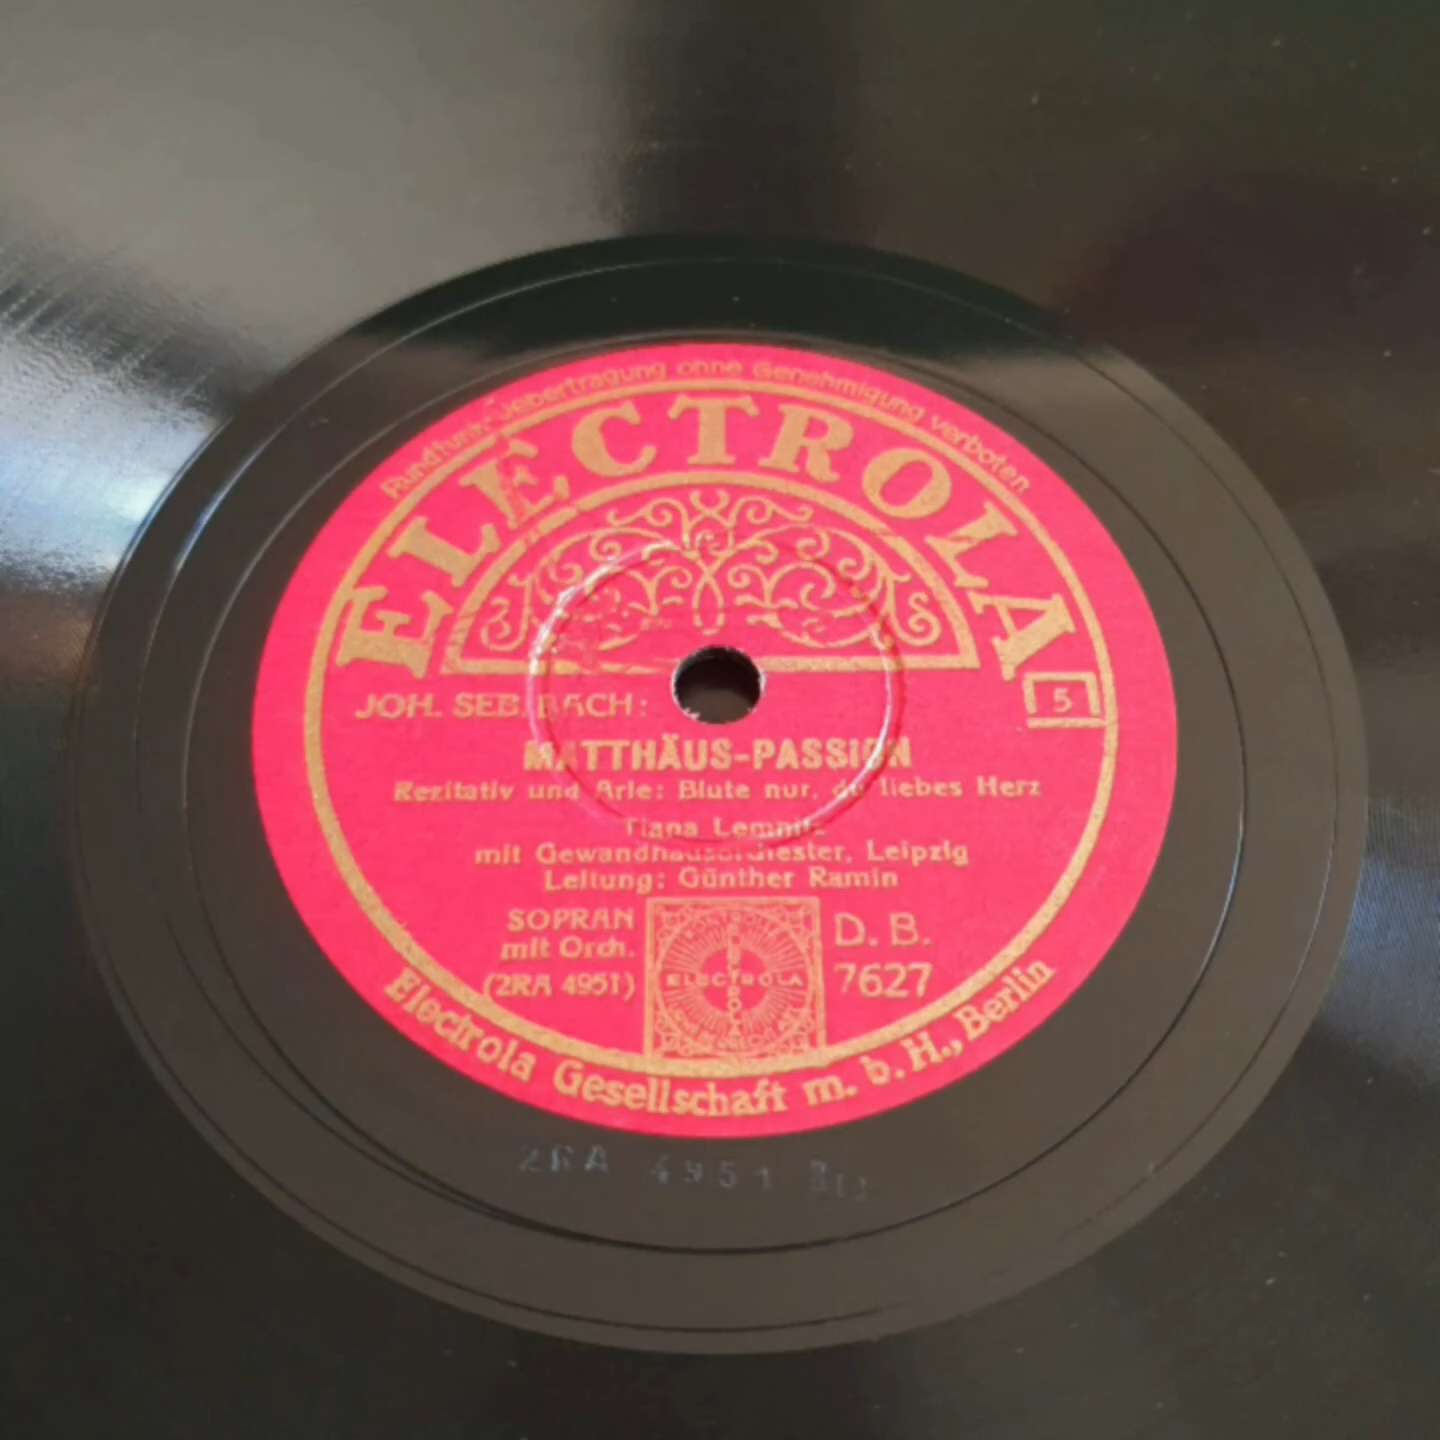 Rundfunk-Uebertragung ohne Genehmigung verboten
ELECTROLA
5
JOH. SEB. BACH:
MATTHÄUS-PASSION
Rezitativ und Arie: Blute nur, du liebes Herz
Tiana Lemnitz
mit Gewandhausorchester, Leipzig
Leitung: Günther Ramin
SOPRAN
mit Orch.
(2RA 4951)
ELECTROLA
D. B.
7627
Electrola Gesellschaft m. b. H., Berlin
2RA 4951